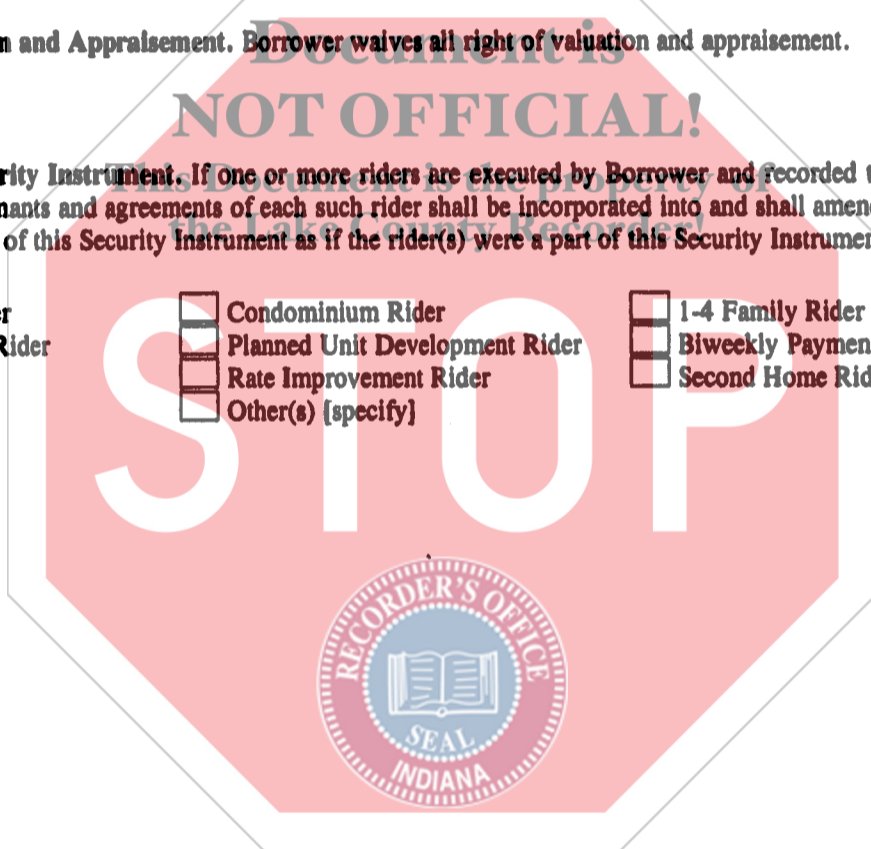 Document is
n and Appraisement. Borrower waives all right of valuation and appraisement.
NOT OFFICIAL!
This Document is the property of
rity Instrument. If one or more riders are executed by Borrower and recorded t
nants and agreements of each such rider shall be incorporated into and shall amen
the Lake County Recorder!
of this Security Instrument as if the rider(s) were a part of this Security Instrumen
er
Condominium Rider
1-4 Family Rider
Rider
Planned Unit Development Rider
Biweekly Paymen
Rate Improvement Rider
Second Home Rid
Other(s) [specify]
STOP
RECORDER'S OFFICE
SEAL
INDIANA